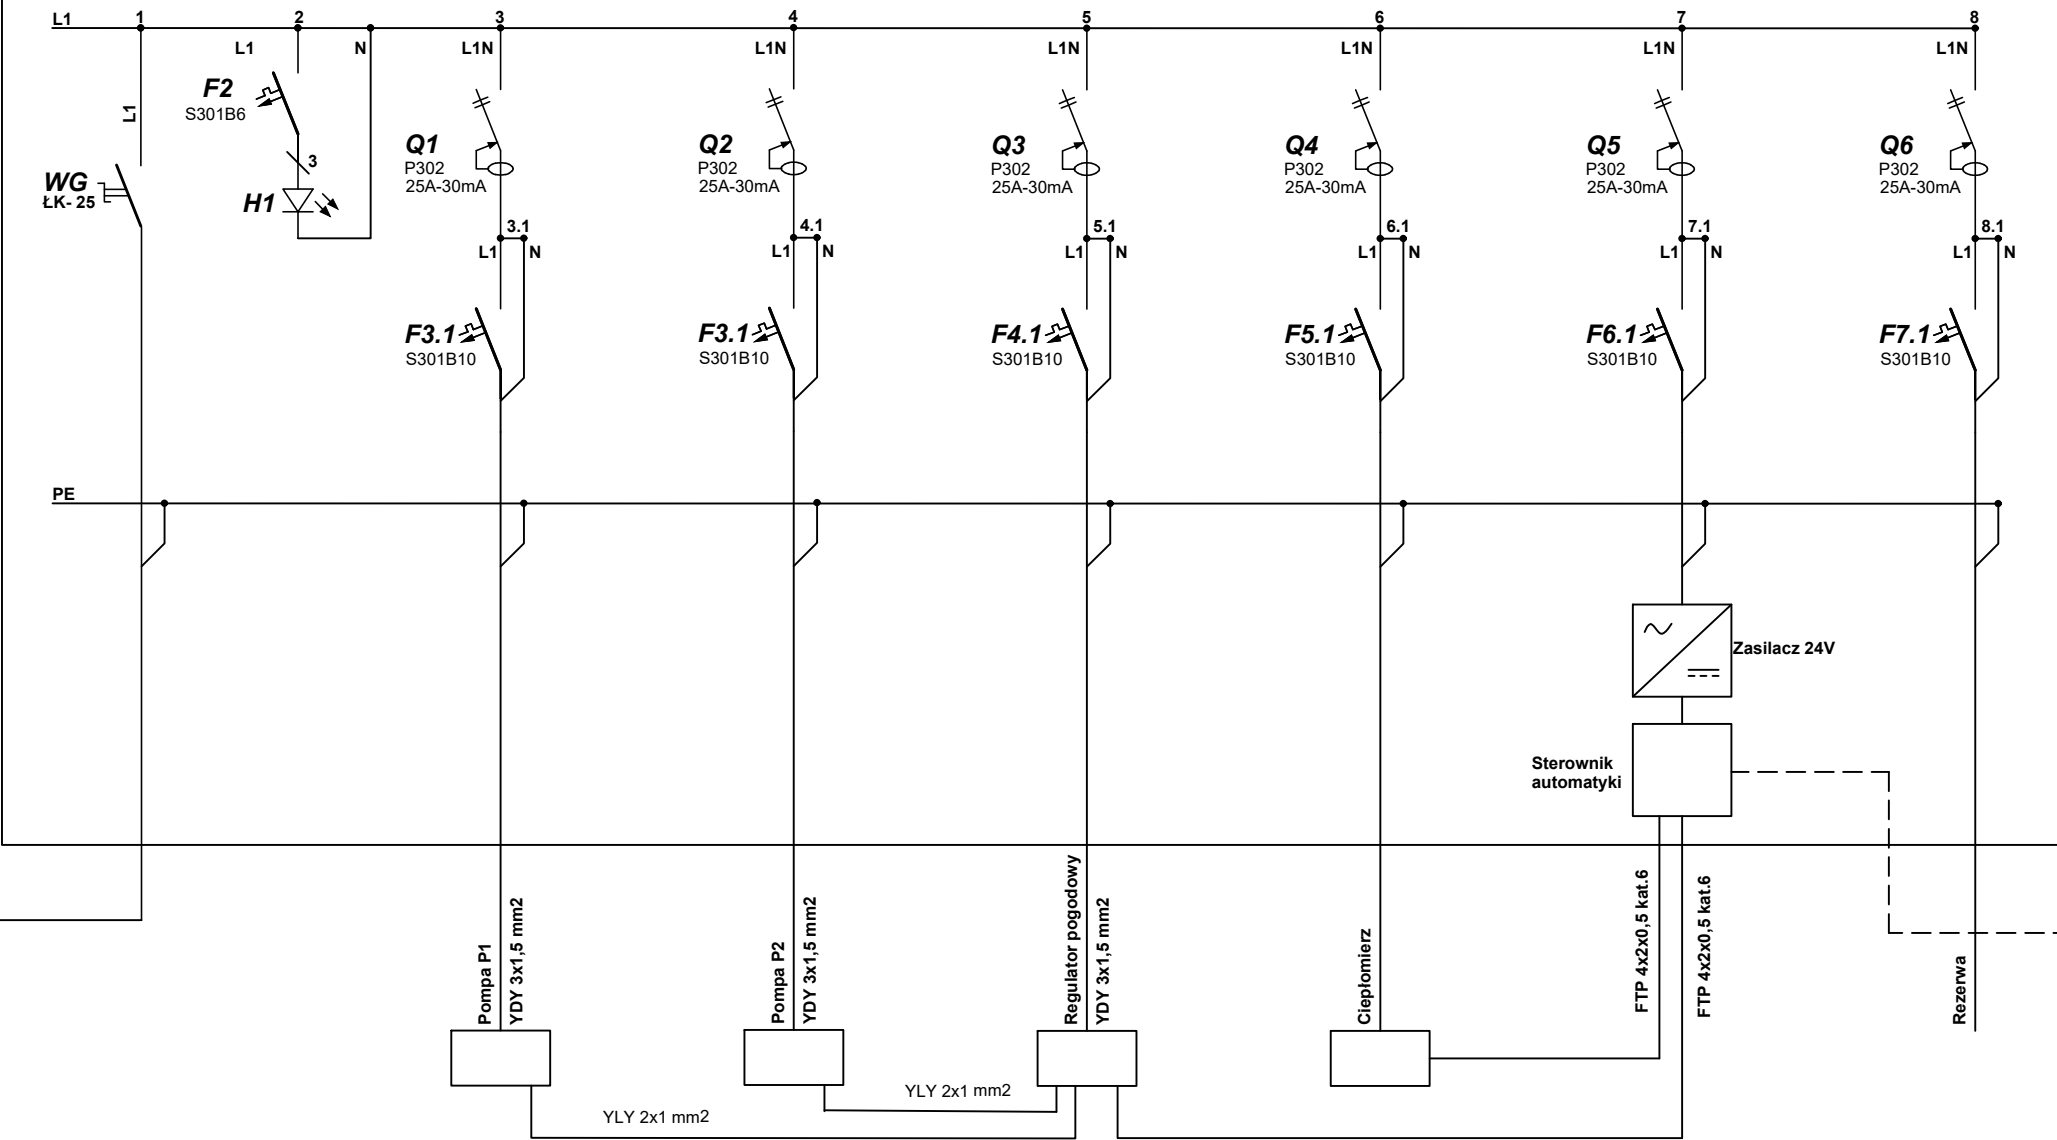 L1 1 2 3 4 5 6 7 8
L1 N L1N L1N L1N L1N L1N L1N
L1
F2
S301B6
3
WG
ŁK- 25
H1
Q1
P302
25A-30mA
Q2
P302
25A-30mA
Q3
P302
25A-30mA
Q4
P302
25A-30mA
Q5
P302
25A-30mA
Q6
P302
25A-30mA
3.1 4.1 5.1 6.1 7.1 8.1
L1 N L1 N L1 N L1 N L1 N L1 N
F3.1
S301B10
F3.1
S301B10
F4.1
S301B10
F5.1
S301B10
F6.1
S301B10
F7.1
S301B10
PE
Zasilacz 24V
Sterownik
automatyki
Pompa P1
YDY 3x1,5 mm2
Pompa P2
YDY 3x1,5 mm2
Regulator pogodowy
YDY 3x1,5 mm2
Ciepłomierz
FTP 4x2x0,5 kat.6
FTP 4x2x0,5 kat.6
Rezerwa
YLY 2x1 mm2
YLY 2x1 mm2